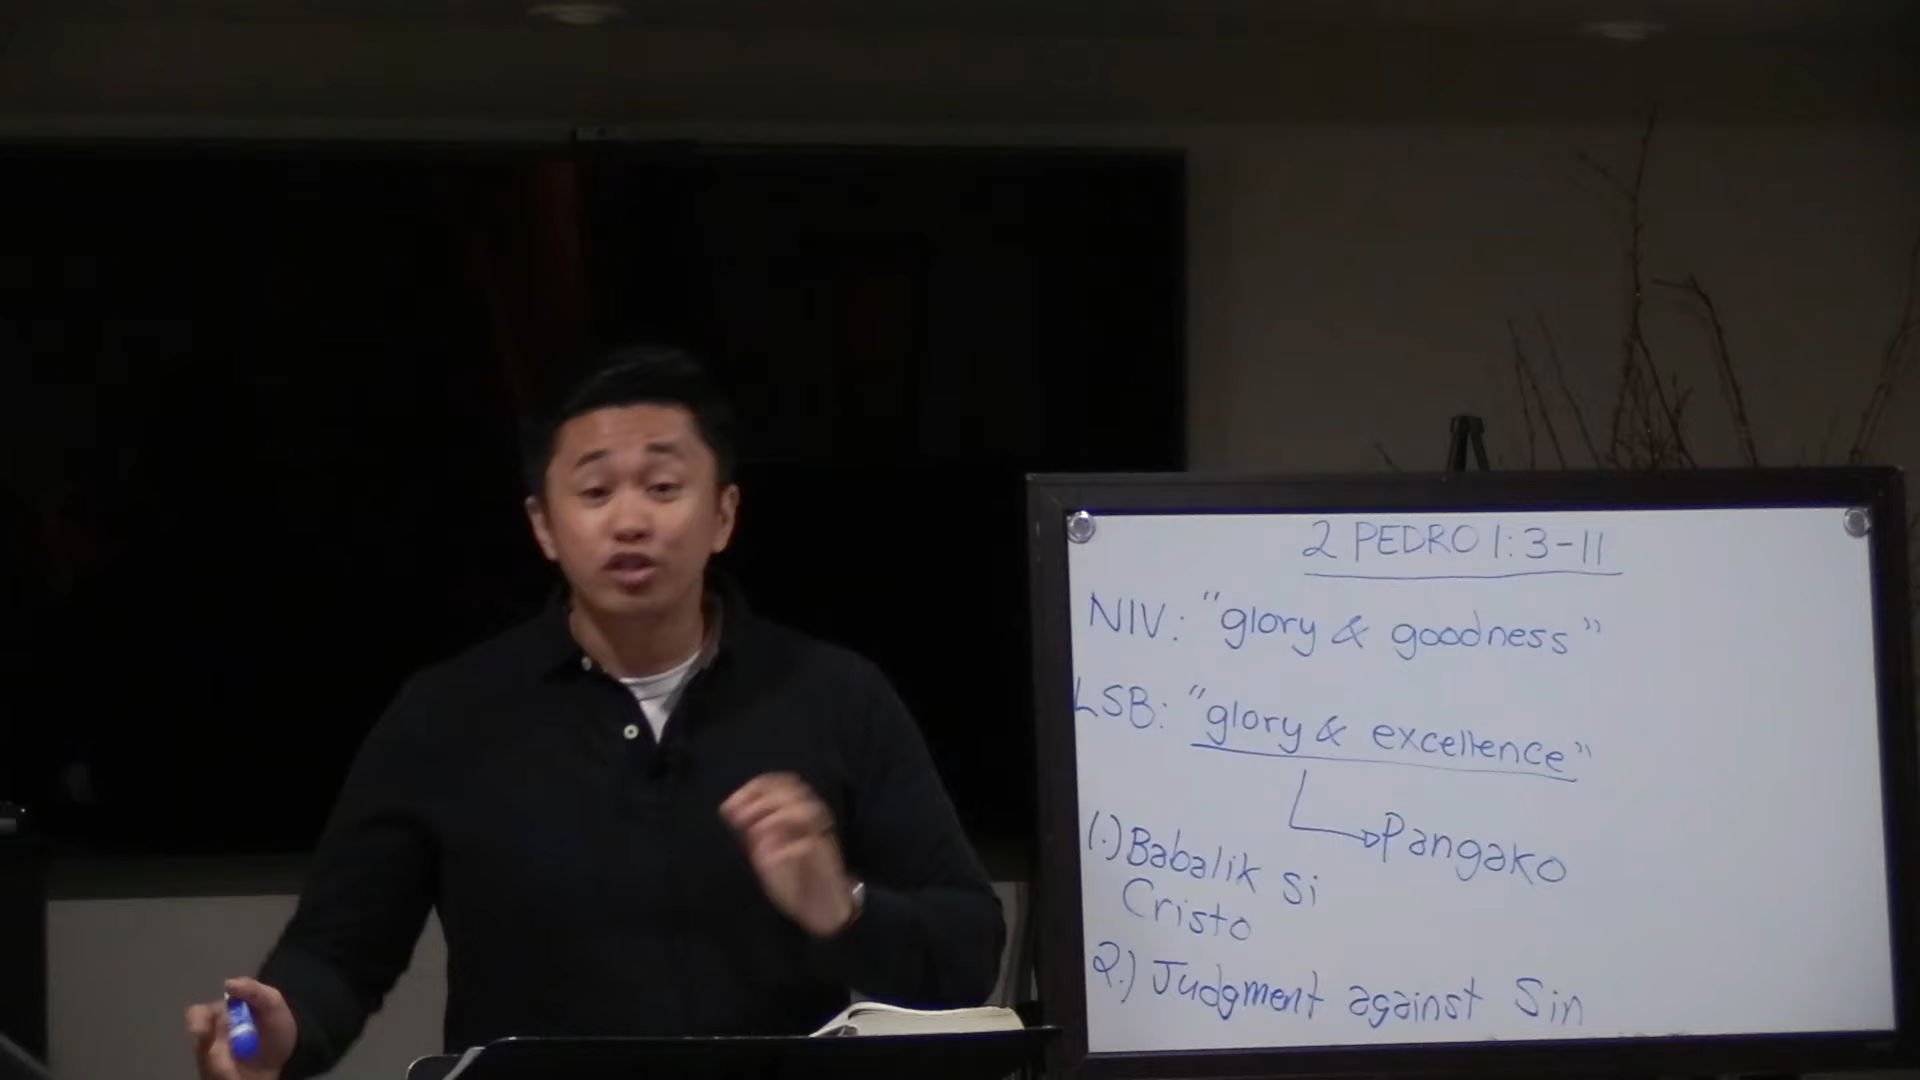 2 PEDRO 1:3-11
NIV: "glory & goodness"
LSB: "glory & excellence"
Pangako
1.) Babalik si
Cristo
2.) Judgment against Sin